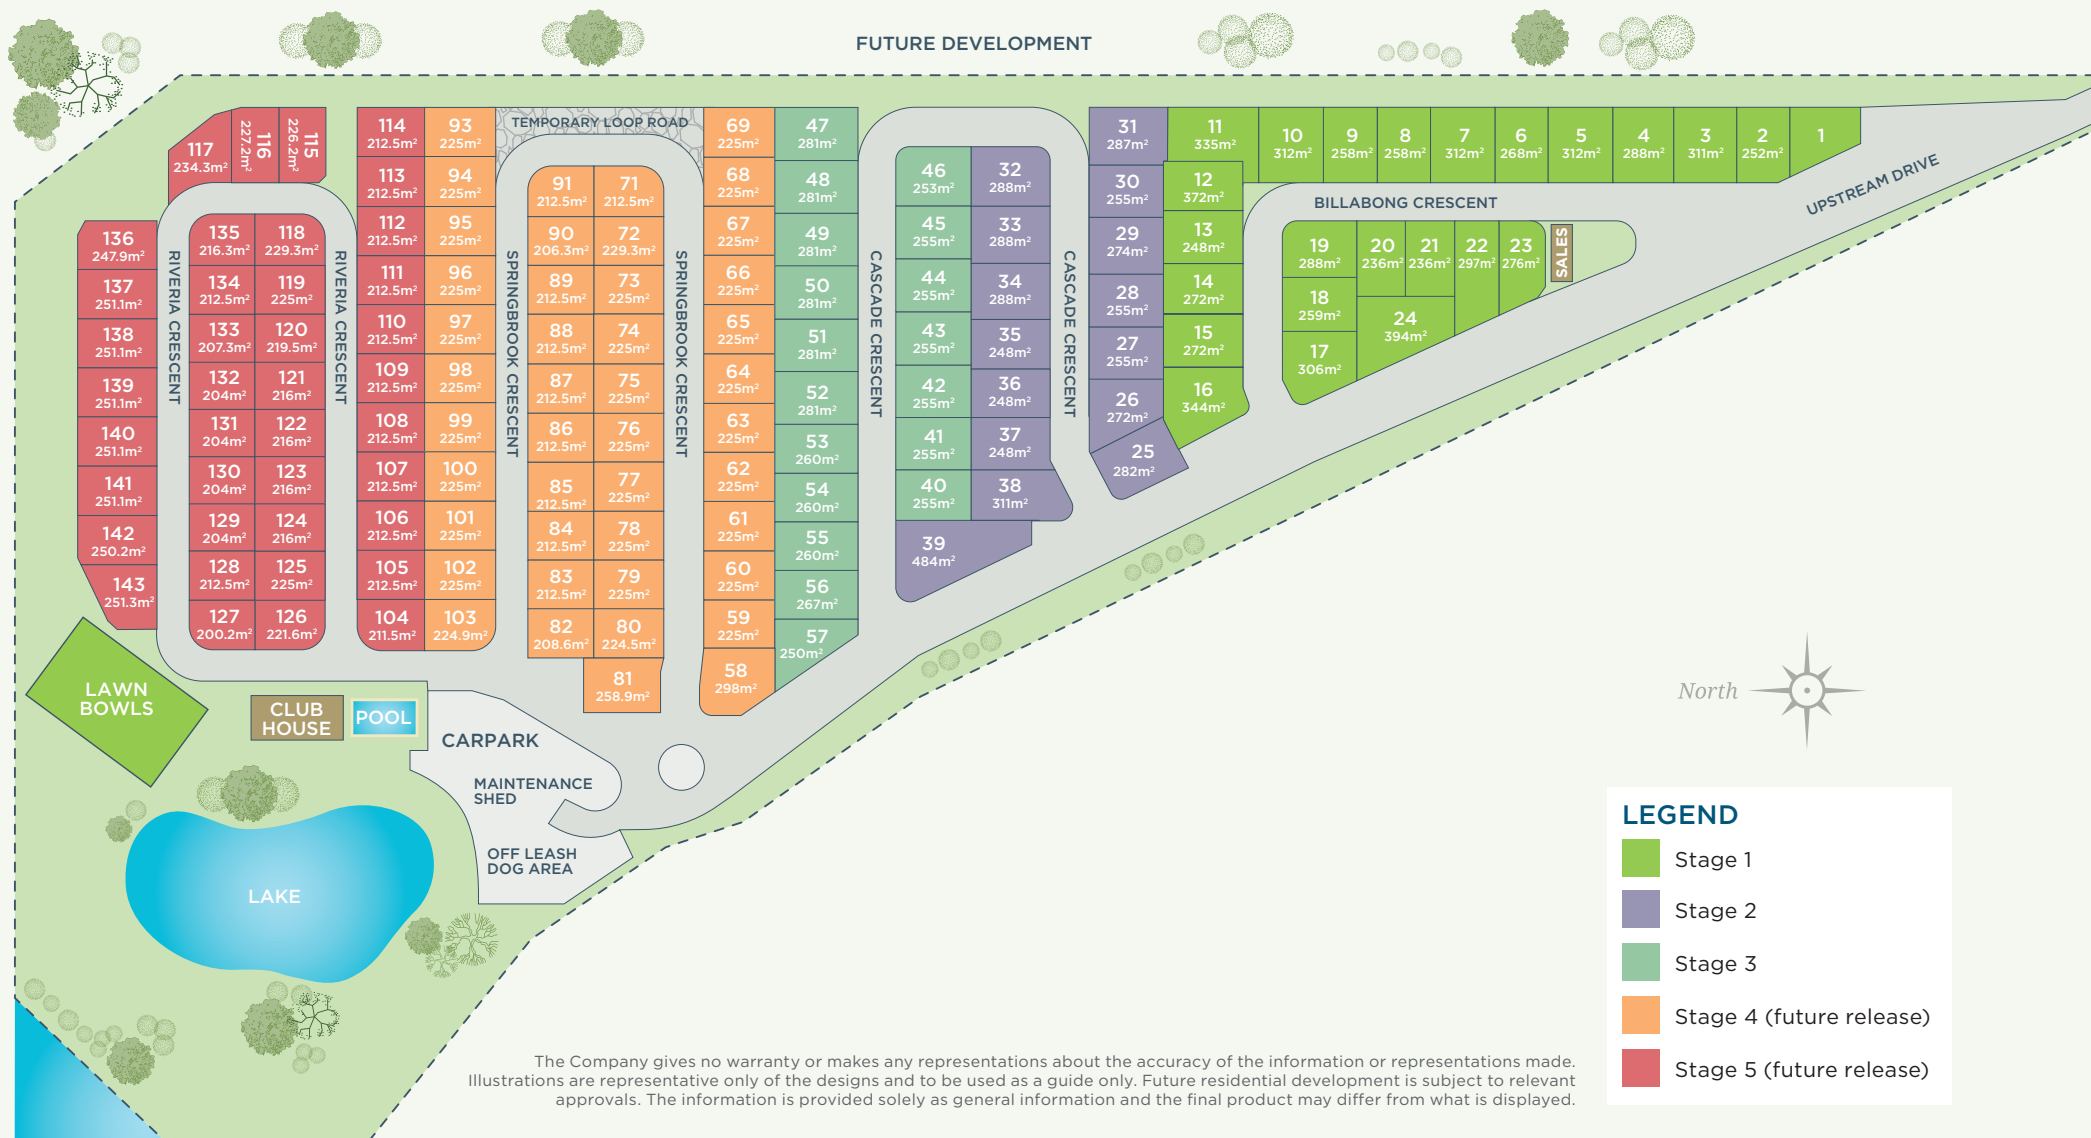 FUTURE DEVELOPMENT
TEMPORARY LOOP ROAD
117
234.3m²
116
227.2m²
115
226.2m²
114
212.5m²
113
212.5m²
112
212.5m²
111
212.5m²
110
212.5m²
109
212.5m²
108
212.5m²
107
212.5m²
106
212.5m²
105
212.5m²
104
211.5m²
93
225m²
94
225m²
95
225m²
96
225m²
97
225m²
98
225m²
99
225m²
100
225m²
101
225m²
102
225m²
103
224.9m²
136
247.9m²
137
251.1m²
138
251.1m²
139
251.1m²
140
251.1m²
141
251.1m²
142
250.2m²
143
251.3m²
RIVERIA CRESCENT
135
216.3m²
134
212.5m²
133
207.3m²
132
204m²
131
204m²
130
204m²
129
204m²
128
212.5m²
127
200.2m²
118
229.3m²
119
225m²
120
219.5m²
121
216m²
122
216m²
123
216m²
124
216m²
125
225m²
126
221.6m²
RIVERIA CRESCENT
SPRINGBROOK CRESCENT
91
212.5m²
90
206.3m²
89
212.5m²
88
212.5m²
87
212.5m²
86
212.5m²
85
212.5m²
84
212.5m²
83
212.5m²
82
208.6m²
71
212.5m²
72
229.3m²
73
225m²
74
225m²
75
225m²
76
225m²
77
225m²
78
225m²
79
225m²
80
224.5m²
81
258.9m²
SPRINGBROOK CRESCENT
69
225m²
68
225m²
67
225m²
66
225m²
65
225m²
64
225m²
63
225m²
62
225m²
61
225m²
60
225m²
59
225m²
58
298m²
47
281m²
48
281m²
49
281m²
50
281m²
51
281m²
52
281m²
53
260m²
54
260m²
55
260m²
56
267m²
57
250m²
CASCADE CRESCENT
46
253m²
45
255m²
44
255m²
43
255m²
42
255m²
41
255m²
40
255m²
39
484m²
32
288m²
33
288m²
34
288m²
35
248m²
36
248m²
37
248m²
38
311m²
CASCADE CRESCENT
31
287m²
30
255m²
29
274m²
28
255m²
27
255m²
26
272m²
25
282m²
11
335m²
12
372m²
13
248m²
14
272m²
15
272m²
16
344m²
10
312m²
9
258m²
8
258m²
7
312m²
6
268m²
5
312m²
4
288m²
3
311m²
2
252m²
1
BILLABONG CRESCENT
UPSTREAM DRIVE
19
288m²
18
259m²
17
306m²
20
236m²
21
236m²
22
297m²
23
276m²
24
394m²
SALES
LAWN
BOWLS
CLUB
HOUSE
POOL
CARPARK
MAINTENANCE
SHED
OFF LEASH
DOG AREA
LAKE
North
LEGEND
Stage 1
Stage 2
Stage 3
Stage 4 (future release)
Stage 5 (future release)
The Company gives no warranty or makes any representations about the accuracy of the information or representations made.
Illustrations are representative only of the designs and to be used as a guide only. Future residential development is subject to relevant
approvals. The information is provided solely as general information and the final product may differ from what is displayed.